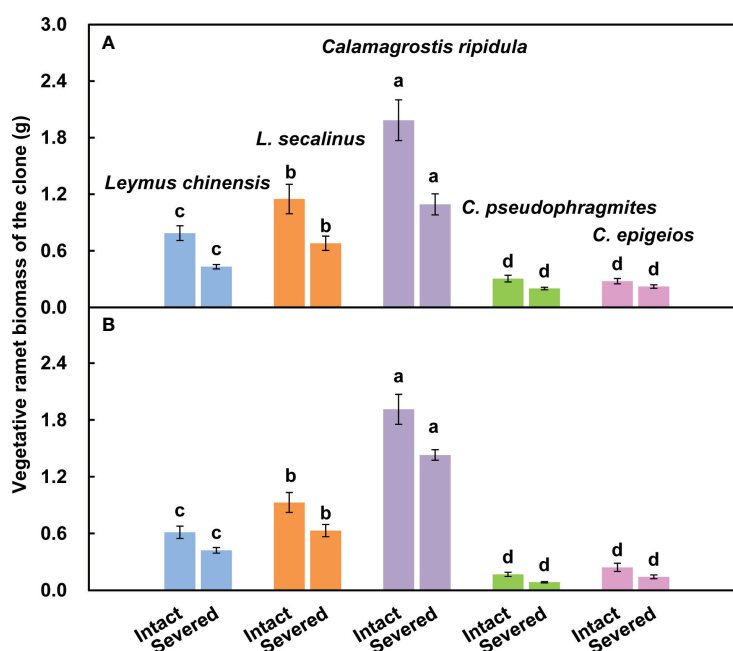 Vegetative ramet biomass of the clone (g)
3.0
A
Calamagrostis ripidula
2.4
a
1.8
L. secalinus
b
Leymus chinensis
1.2
c
a
C. pseudophragmites
b
C. epigeios
c
0.6
d
d
d
d
0.0
B
2.4
a
a
1.8
1.2
b
b
c
c
0.6
d
d
d
d
0.0
Intact
Severed
Intact
Severed
Intact
Severed
Intact
Severed
Intact
Severed